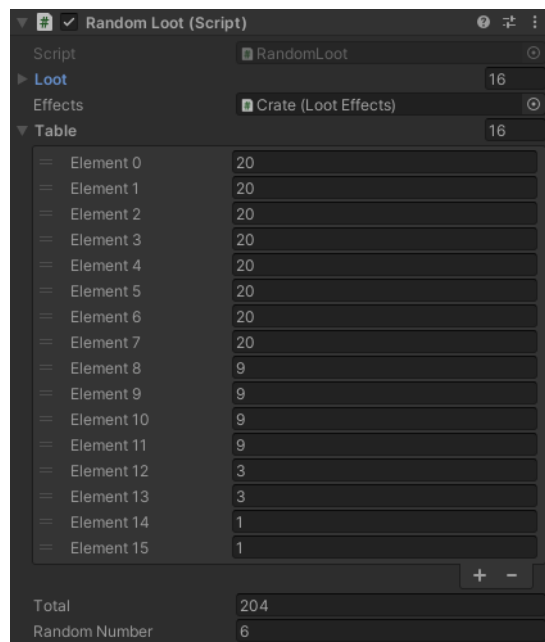 Random Loot (Script)
Script RandomLoot
Loot 16
Effects Crate (Loot Effects)
Table 16
Element 0 20
Element 1 20
Element 2 20
Element 3 20
Element 4 20
Element 5 20
Element 6 20
Element 7 20
Element 8 9
Element 9 9
Element 10 9
Element 11 9
Element 12 3
Element 13 3
Element 14 1
Element 15 1
+ −
Total 204
Random Number 6